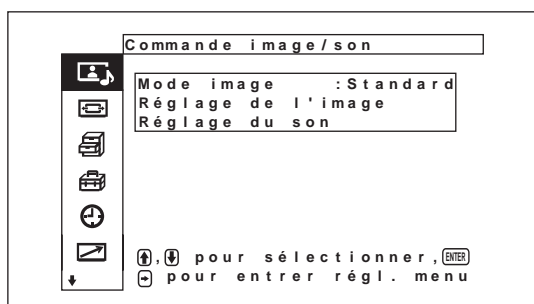 Commande image/son
Mode image :Standard
Réglage de l'image
Réglage du son
, pour sélectionner, ENTER
pour entrer régl. menu